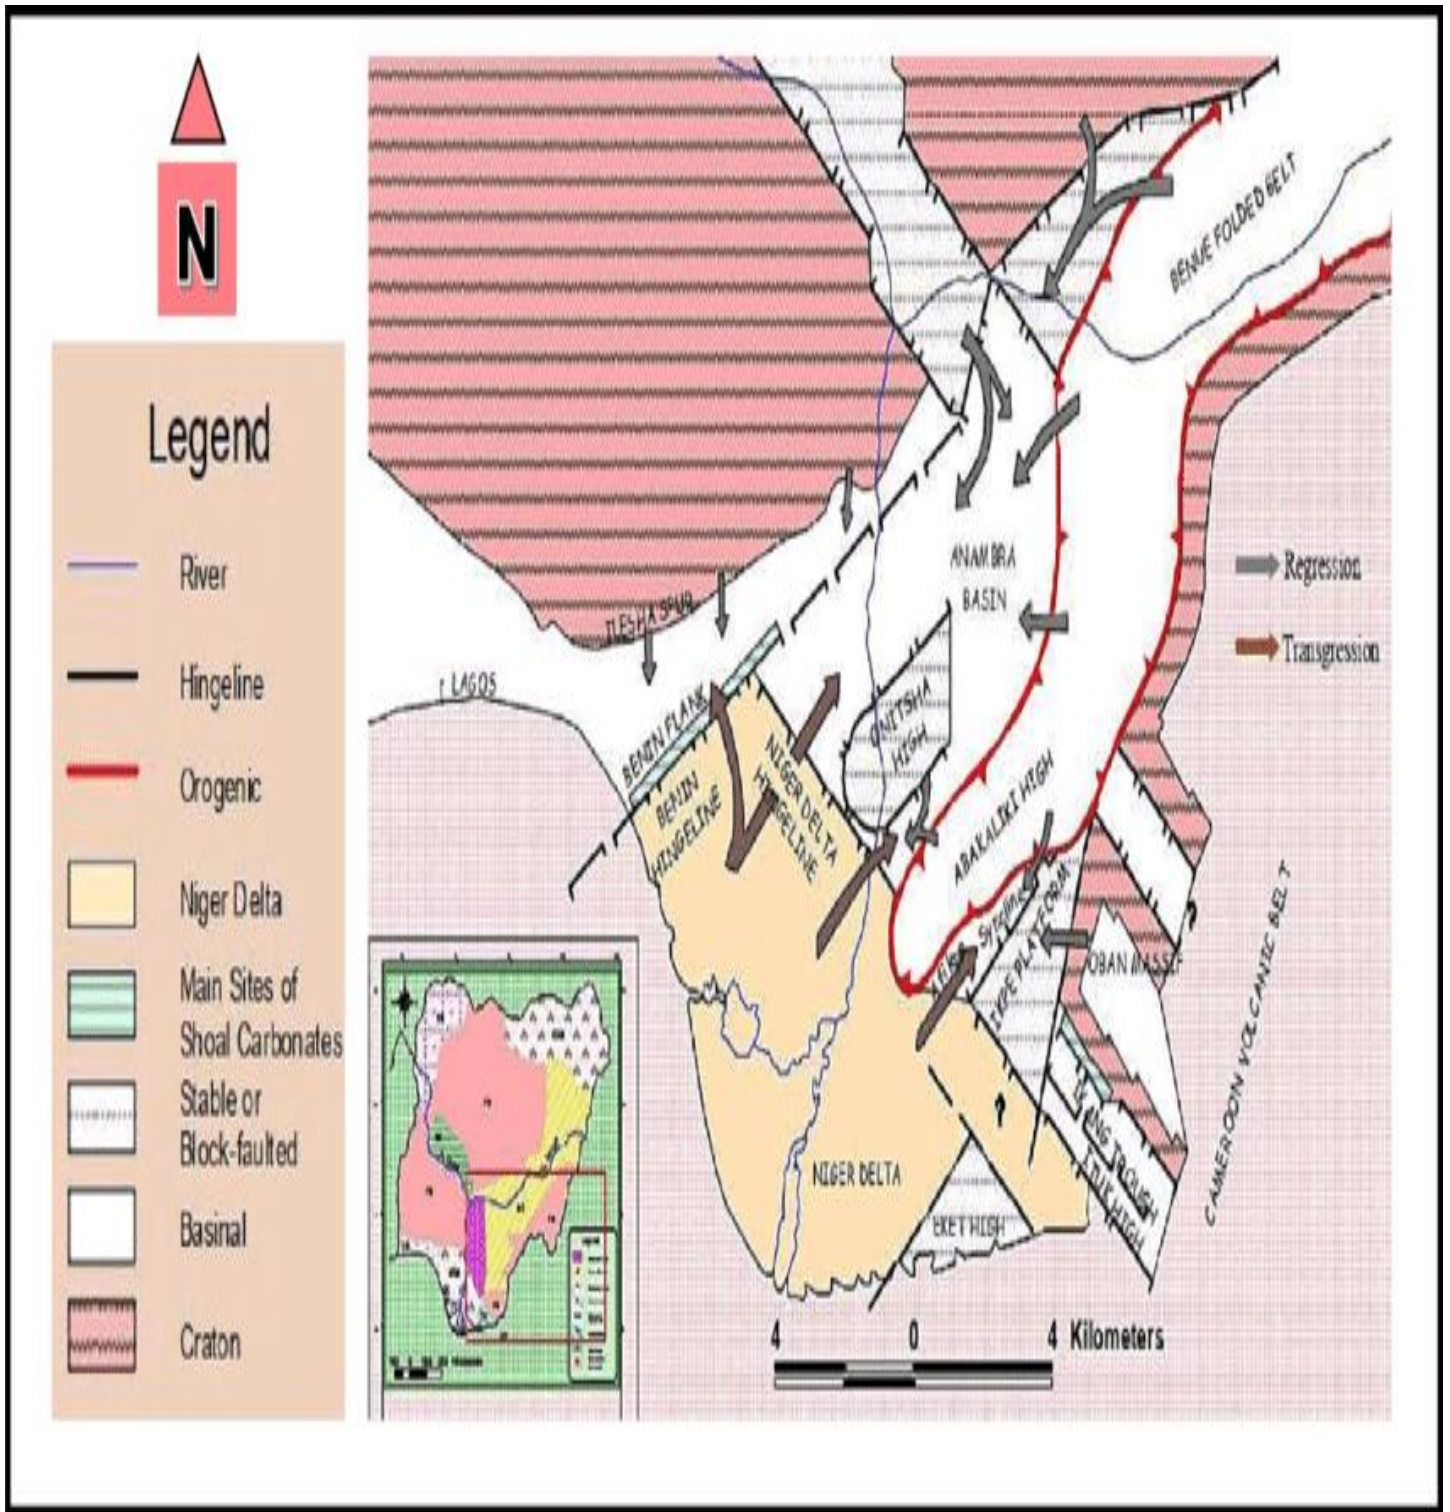 N
Legend
River
Hingeline
Orogenic
Niger Delta
Main Sites of
Shoal Carbonates
Stable or
Block-faulted
Basinal
Craton
BENUE FOLDED BELT
ANAMBRA
BASIN
Regression
Transgression
ILESHA SPUR
LAGOS
BENIN FLANK
BENIN
HINGELINE
NIGER DELTA
HINGELINE
ONITSHA
HIGH
ABAKALIKI HIGH
Syncline
IKPE PLATFORM
OBAN MASSIF
?
CAMEROON VOLCANIC BELT
?
NIGER DELTA
EKET HIGH
TROUGH
HIGH
4 0 4 Kilometers